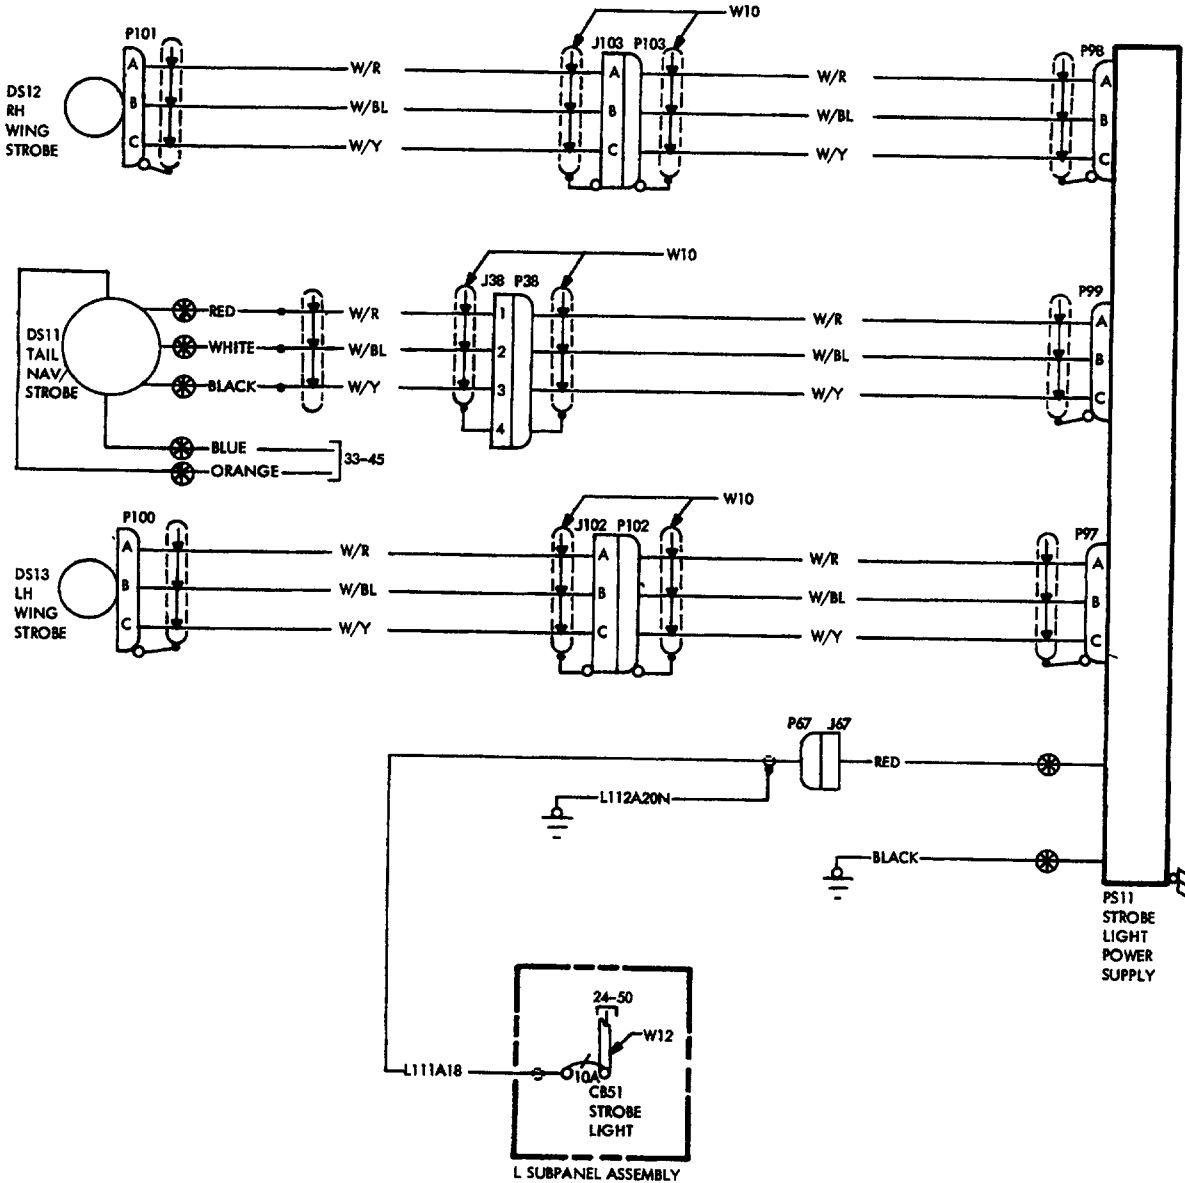 W10
P101
J103 P103
P98
A W/R A W/R A
DS12
RH
WING
STROBE
B W/BL B W/BL B
C W/Y C W/Y C
W10
J38 P38
P99
DS11
TAIL
NAV/
STROBE
RED W/R 1 W/R A
WHITE W/BL 2 W/BL B
BLACK W/Y 3 W/Y C
4
BLUE
33-45
ORANGE
W10
P100
J102 P102
P97
A W/R A W/R A
DS13
LH
WING
STROBE
B W/BL B W/BL B
C W/Y C W/Y C
P67 J67
RED
L112A20N
BLACK
PS11
STROBE
LIGHT
POWER
SUPPLY
24-50
W12
L111A18
10A
CB51
STROBE
LIGHT
L SUBPANEL ASSEMBLY